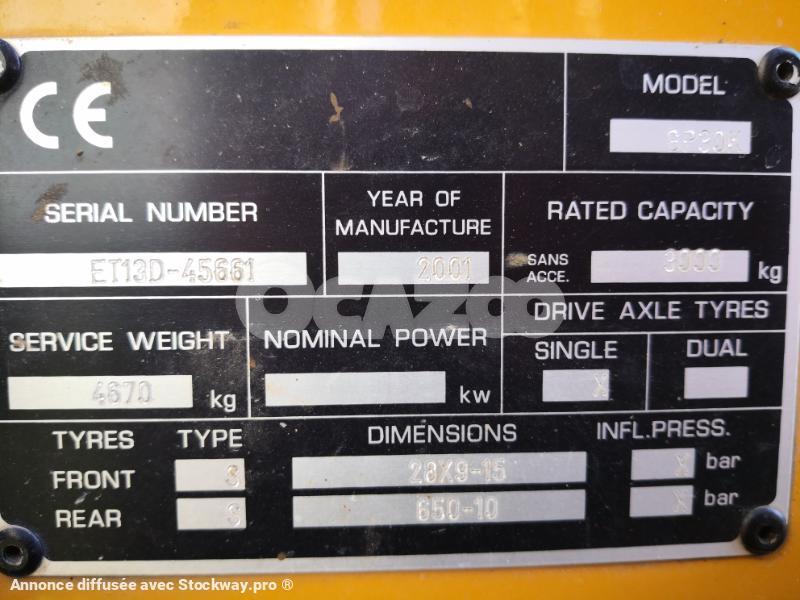 CE
MODEL
SERIAL NUMBER
ET13D-45661
YEAR OF
MANUFACTURE
2001
RATED CAPACITY
SANS
ACCE.
3000 kg
OCAZOO
DRIVE AXLE TYRES
SERVICE WEIGHT
4670 kg
NOMINAL POWER
kw
SINGLE
X
DUAL
TYRES TYPE DIMENSIONS INFL.PRESS.
FRONT S 28X9-15 X bar
REAR S 650-10 X bar
Annonce diffusée avec Stockway.pro ®